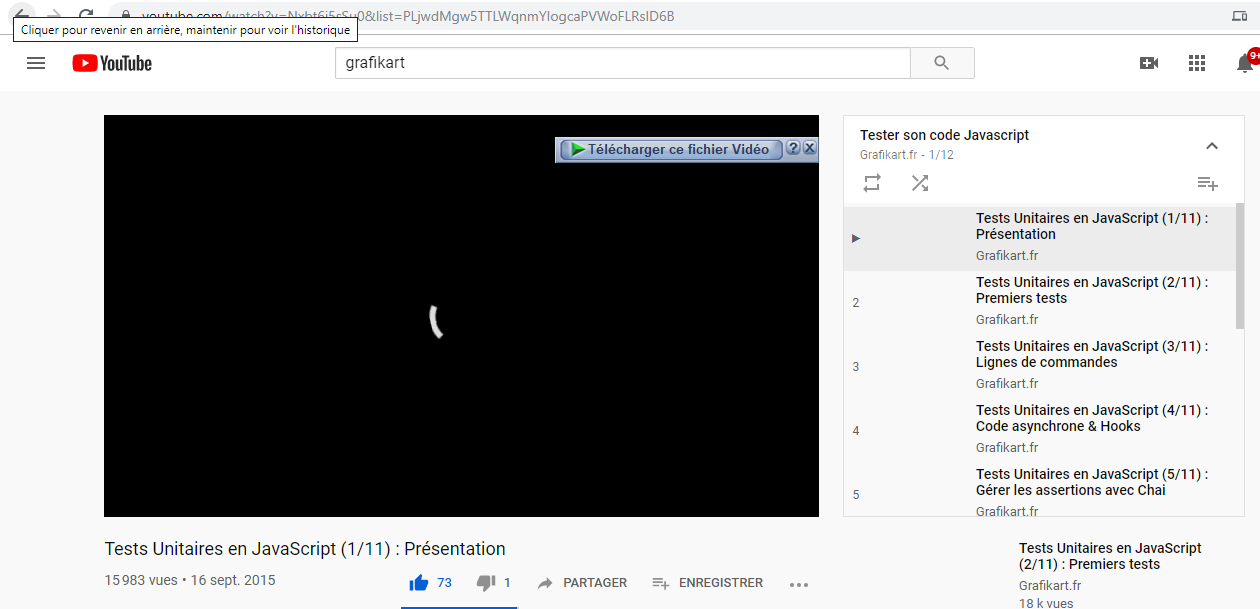 youtube.com/watch?v=Nxbt6i5sSu0&list=PLjwdMgw5TTLWqnmYlogcaPVWoFLRsID6B
Cliquer pour revenir en arrière, maintenir pour voir l'historique
YouTube
grafikart
9+
Télécharger ce fichier Vidéo ? X
Tester son code Javascript
Grafikart.fr - 1/12
Tests Unitaires en JavaScript (1/11) :
Présentation
Grafikart.fr
2
Tests Unitaires en JavaScript (2/11) :
Premiers tests
Grafikart.fr
3
Tests Unitaires en JavaScript (3/11) :
Lignes de commandes
Grafikart.fr
4
Tests Unitaires en JavaScript (4/11) :
Code asynchrone & Hooks
Grafikart.fr
5
Tests Unitaires en JavaScript (5/11) :
Gérer les assertions avec Chai
Grafikart.fr
Tests Unitaires en JavaScript (1/11) : Présentation
15 983 vues • 16 sept. 2015
73 1 PARTAGER ENREGISTRER
Tests Unitaires en JavaScript
(2/11) : Premiers tests
Grafikart.fr
18 k vues